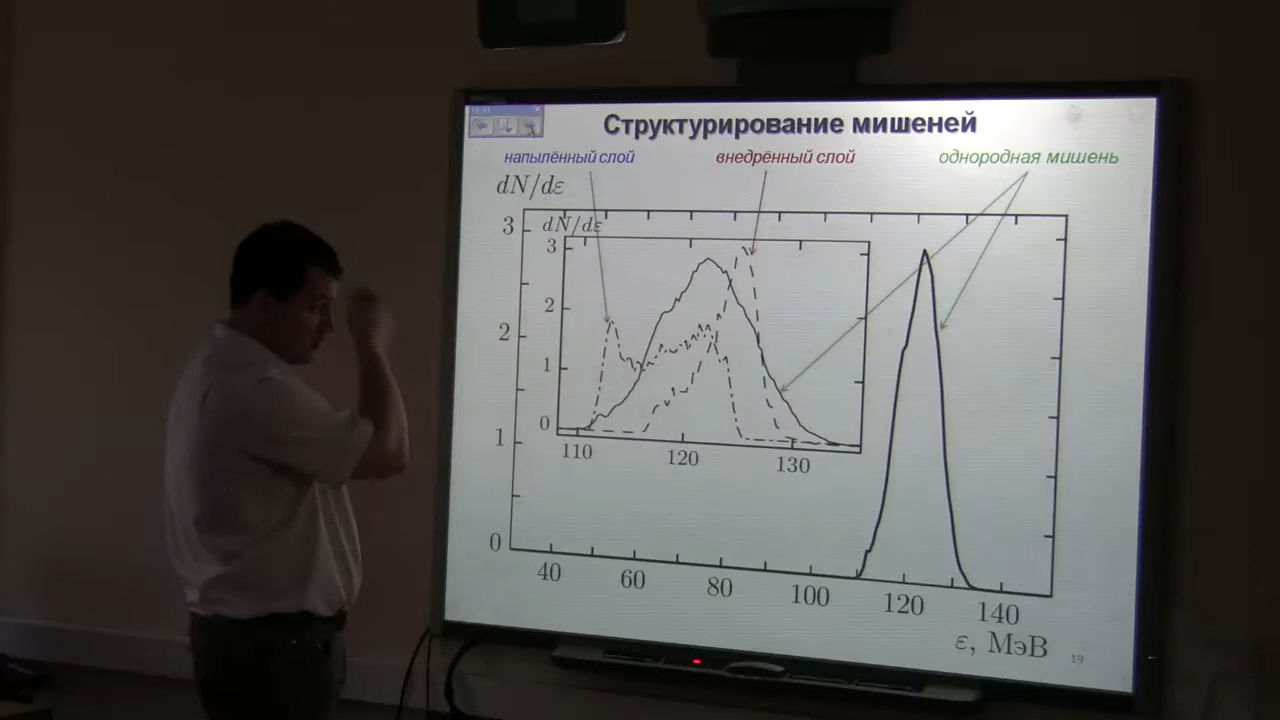 Структурирование мишеней
напылённый слой внедрённый слой однородная мишень
dN/dε
3
2
1
0
dN/dε
3
2
1
0
110 120 130
40 60 80 100 120 140
ε, МэВ
19